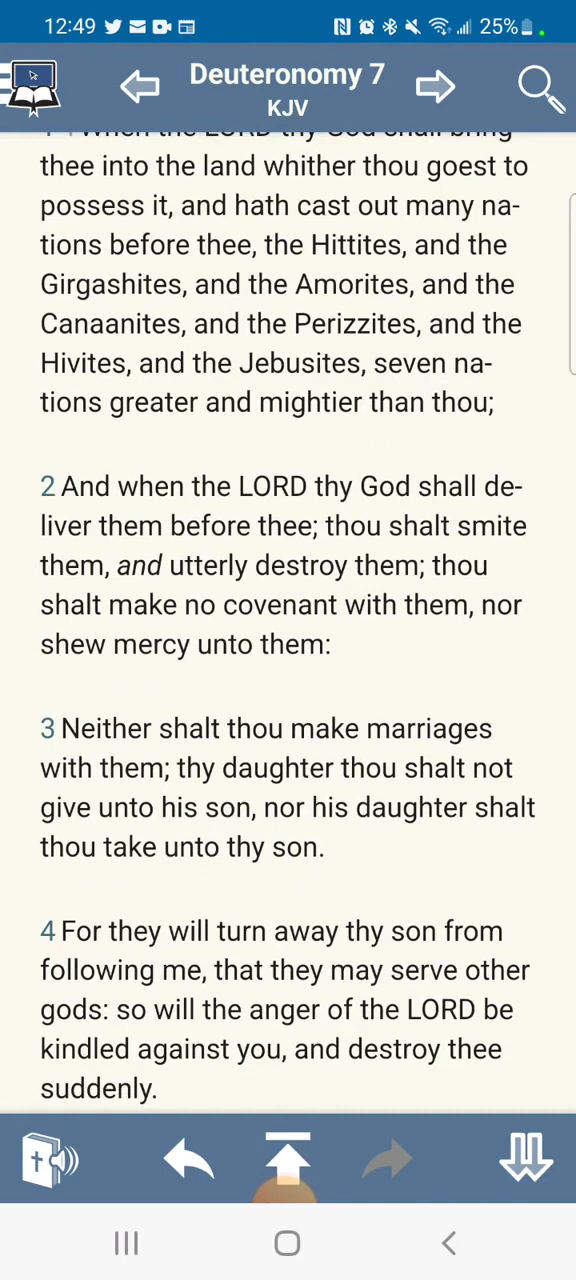 12:49
25%
Deuteronomy 7
KJV
When the LORD thy God shall bring
thee into the land whither thou goest to
possess it, and hath cast out many na-
tions before thee, the Hittites, and the
Girgashites, and the Amorites, and the
Canaanites, and the Perizzites, and the
Hivites, and the Jebusites, seven na-
tions greater and mightier than thou;
2 And when the LORD thy God shall de-
liver them before thee; thou shalt smite
them, and utterly destroy them; thou
shalt make no covenant with them, nor
shew mercy unto them:
3 Neither shalt thou make marriages
with them; thy daughter thou shalt not
give unto his son, nor his daughter shalt
thou take unto thy son.
4 For they will turn away thy son from
following me, that they may serve other
gods: so will the anger of the LORD be
kindled against you, and destroy thee
suddenly.